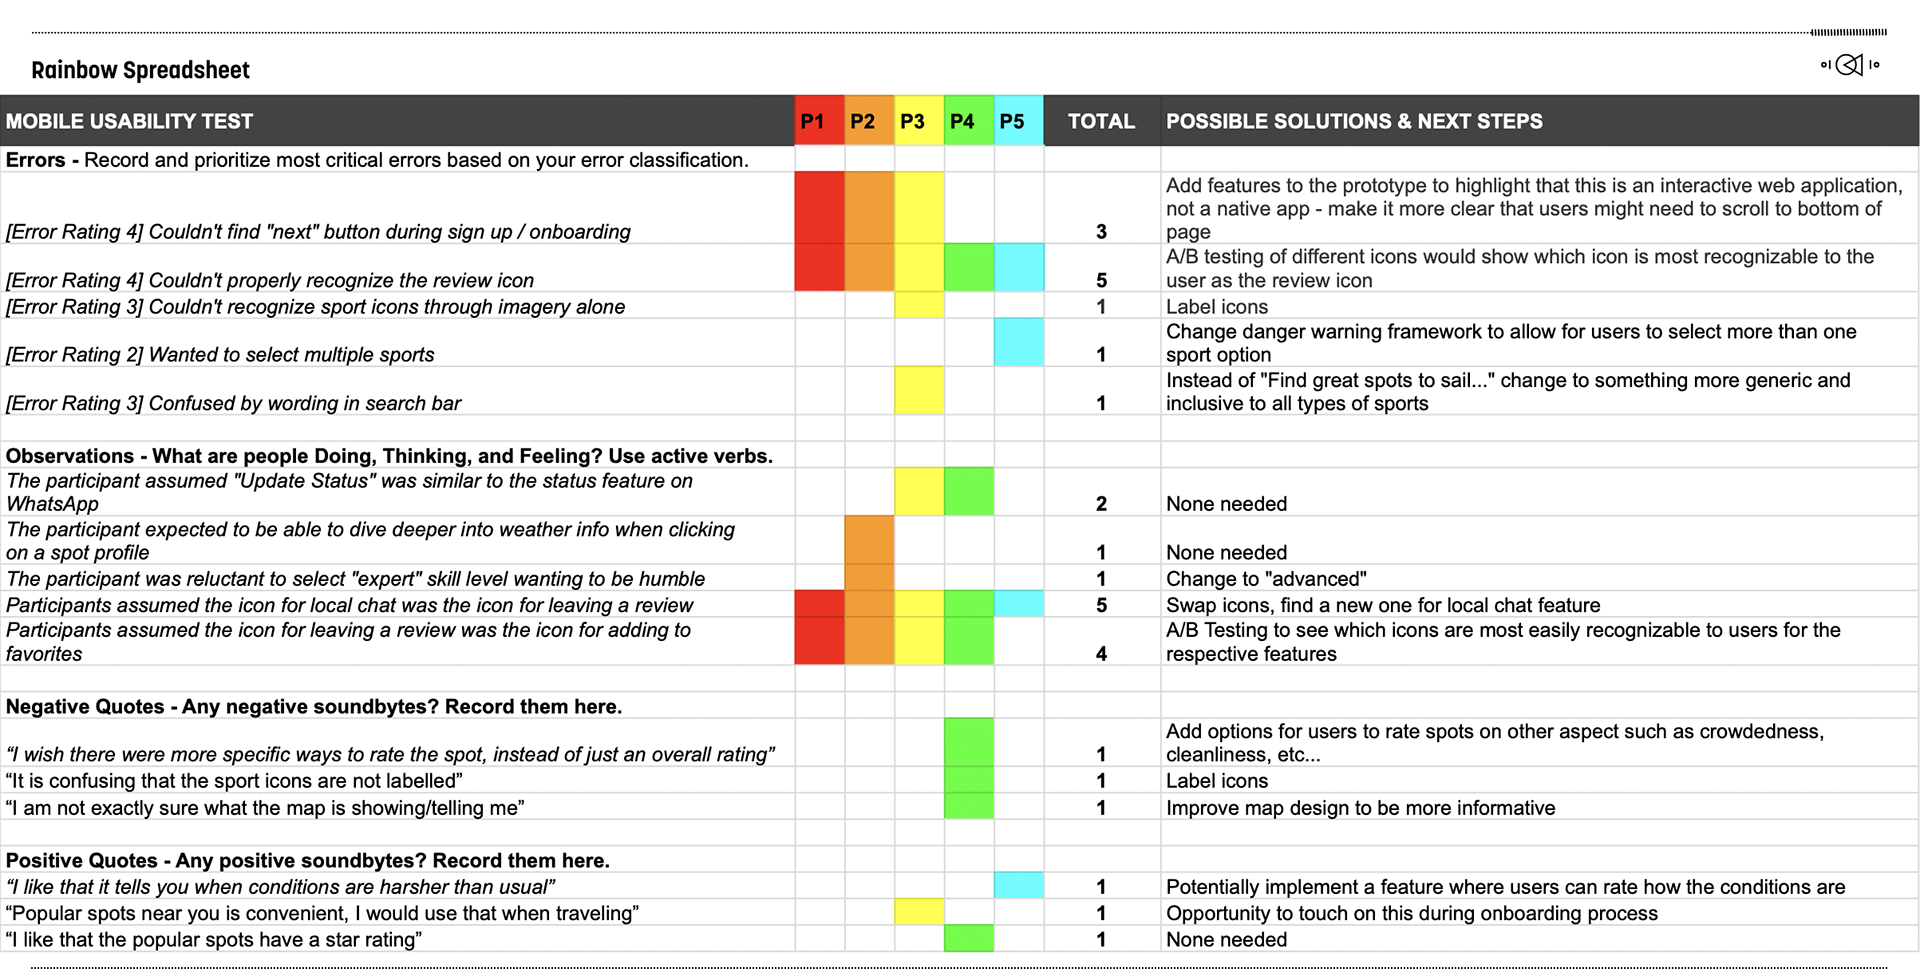 Rainbow Spreadsheet
MOBILE USABILITY TEST P1 P2 P3 P4 P5 TOTAL POSSIBLE SOLUTIONS & NEXT STEPS
Errors - Record and prioritize most critical errors based on your error classification.
Add features to the prototype to highlight that this is an interactive web application,
not a native app - make it more clear that users might need to scroll to bottom of
[Error Rating 4] Couldn't find "next" button during sign up / onboarding 3 page
A/B testing of different icons would show which icon is most recognizable to the
[Error Rating 4] Couldn't properly recognize the review icon 5 user as the review icon
[Error Rating 3] Couldn't recognize sport icons through imagery alone 1 Label icons
Change danger warning framework to allow for users to select more than one
[Error Rating 2] Wanted to select multiple sports 1 sport option
Instead of "Find great spots to sail..." change to something more generic and
[Error Rating 3] Confused by wording in search bar 1 inclusive to all types of sports
Observations - What are people Doing, Thinking, and Feeling? Use active verbs.
The participant assumed "Update Status" was similar to the status feature on
WhatsApp 2 None needed
The participant expected to be able to dive deeper into weather info when clicking
on a spot profile 1 None needed
The participant was reluctant to select "expert" skill level wanting to be humble 1 Change to "advanced"
Participants assumed the icon for local chat was the icon for leaving a review 5 Swap icons, find a new one for local chat feature
Participants assumed the icon for leaving a review was the icon for adding to A/B Testing to see which icons are most easily recognizable to users for the
favorites 4 respective features
Negative Quotes - Any negative soundbytes? Record them here.
Add options for users to rate spots on other aspect such as crowdedness,
“I wish there were more specific ways to rate the spot, instead of just an overall rating” 1 cleanliness, etc...
“It is confusing that the sport icons are not labelled” 1 Label icons
“I am not exactly sure what the map is showing/telling me” 1 Improve map design to be more informative
Positive Quotes - Any positive soundbytes? Record them here.
“I like that it tells you when conditions are harsher than usual” 1 Potentially implement a feature where users can rate how the conditions are
“Popular spots near you is convenient, I would use that when traveling” 1 Opportunity to touch on this during onboarding process
“I like that the popular spots have a star rating” 1 None needed